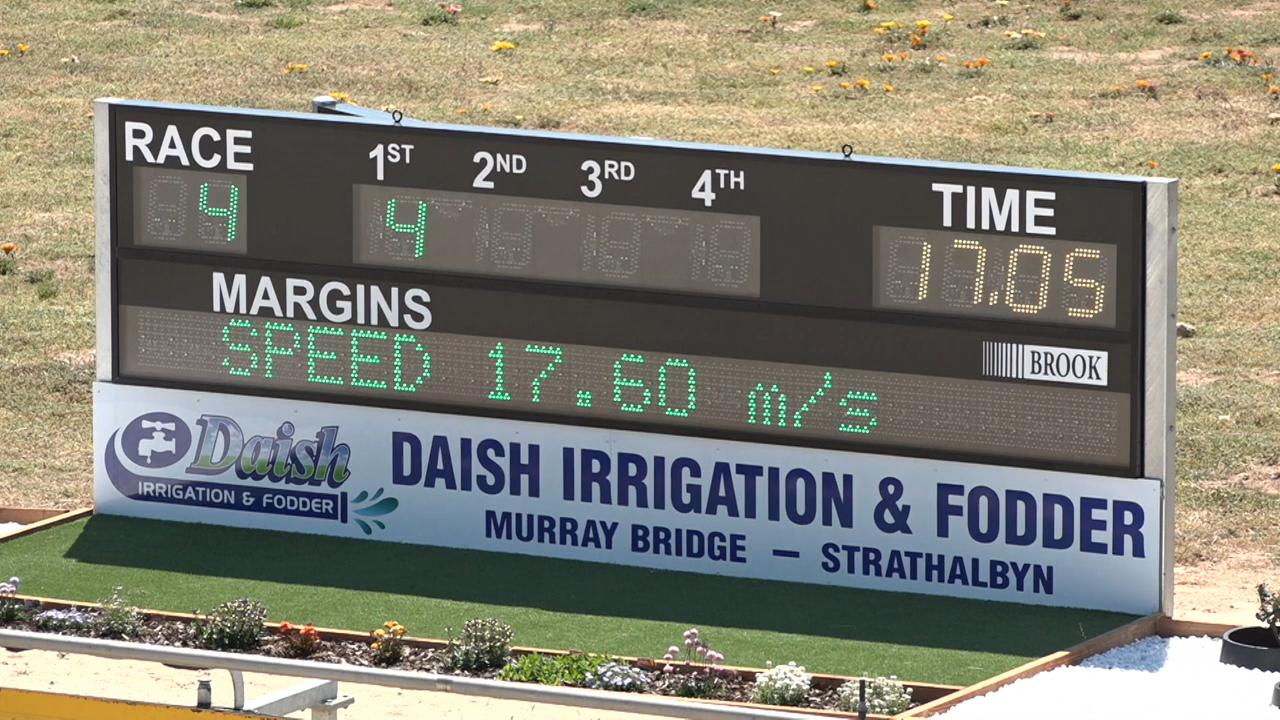 RACE 1ST 2ND 3RD 4TH TIME
4 4 17.05
MARGINS
BROOK
SPEED 17.60 m/s
Daish
IRRIGATION & FODDER
DAISH IRRIGATION & FODDER
MURRAY BRIDGE – STRATHALBYN